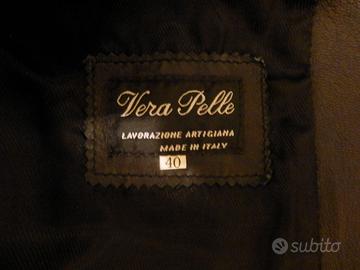 Vera Pelle
LAVORAZIONE ARTIGIANA
MADE IN ITALY
40
subito